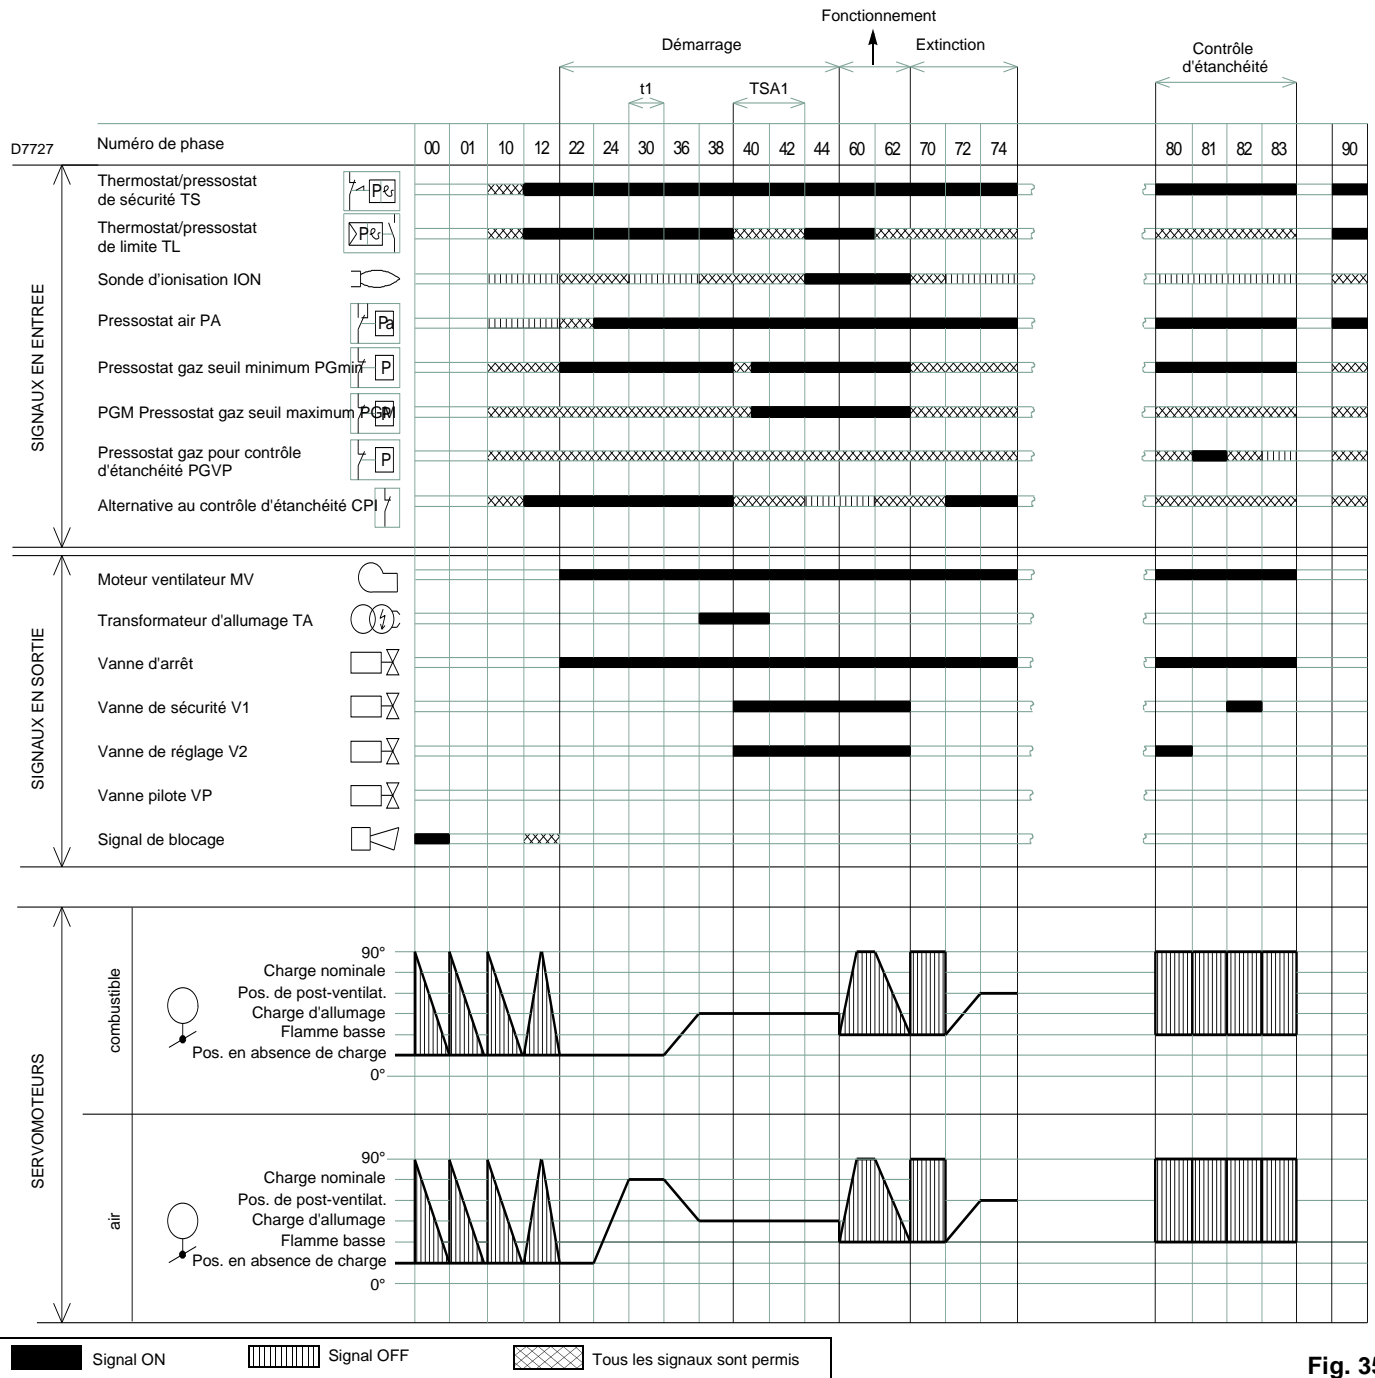 Fonctionnement
Démarrage
Extinction
Contrôle
d'étanchéité
t1
TSA1
D7727
Numéro de phase
00 01 10 12 22 24 30 36 38 40 42 44 60 62 70 72 74 80 81 82 83 90
SIGNAUX EN ENTREE
Thermostat/pressostat
de sécurité TS
P
Thermostat/pressostat
de limite TL
P
Sonde d'ionisation ION
Pressostat air PA
Pa
Pressostat gaz seuil minimum PGmin
P
PGM Pressostat gaz seuil maximum PGM
P
Pressostat gaz pour contrôle
d'étanchéité PGVP
P
Alternative au contrôle d'étanchéité CPI
SIGNAUX EN SORTIE
Moteur ventilateur MV
Transformateur d'allumage TA
Vanne d'arrêt
Vanne de sécurité V1
Vanne de réglage V2
Vanne pilote VP
Signal de blocage
SERVOMOTEURS
combustible
90°
Charge nominale
Pos. de post-ventilat.
Charge d'allumage
Flamme basse
Pos. en absence de charge
0°
air
90°
Charge nominale
Pos. de post-ventilat.
Charge d'allumage
Flamme basse
Pos. en absence de charge
0°
Signal ON
Signal OFF
Tous les signaux sont permis
Fig. 35